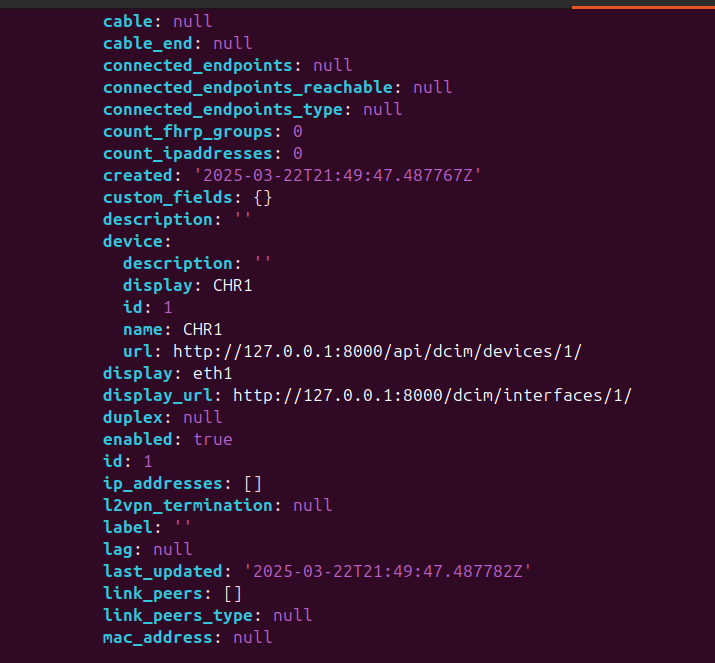 cable: null
cable_end: null
connected_endpoints: null
connected_endpoints_reachable: null
connected_endpoints_type: null
count_fhrp_groups: 0
count_ipaddresses: 0
created: '2025-03-22T21:49:47.487767Z'
custom_fields: {}
description: ''
device:
  description: ''
  display: CHR1
  id: 1
  name: CHR1
  url: http://127.0.0.1:8000/api/dcim/devices/1/
display: eth1
display_url: http://127.0.0.1:8000/dcim/interfaces/1/
duplex: null
enabled: true
id: 1
ip_addresses: []
l2vpn_termination: null
label: ''
lag: null
last_updated: '2025-03-22T21:49:47.487782Z'
link_peers: []
link_peers_type: null
mac_address: null